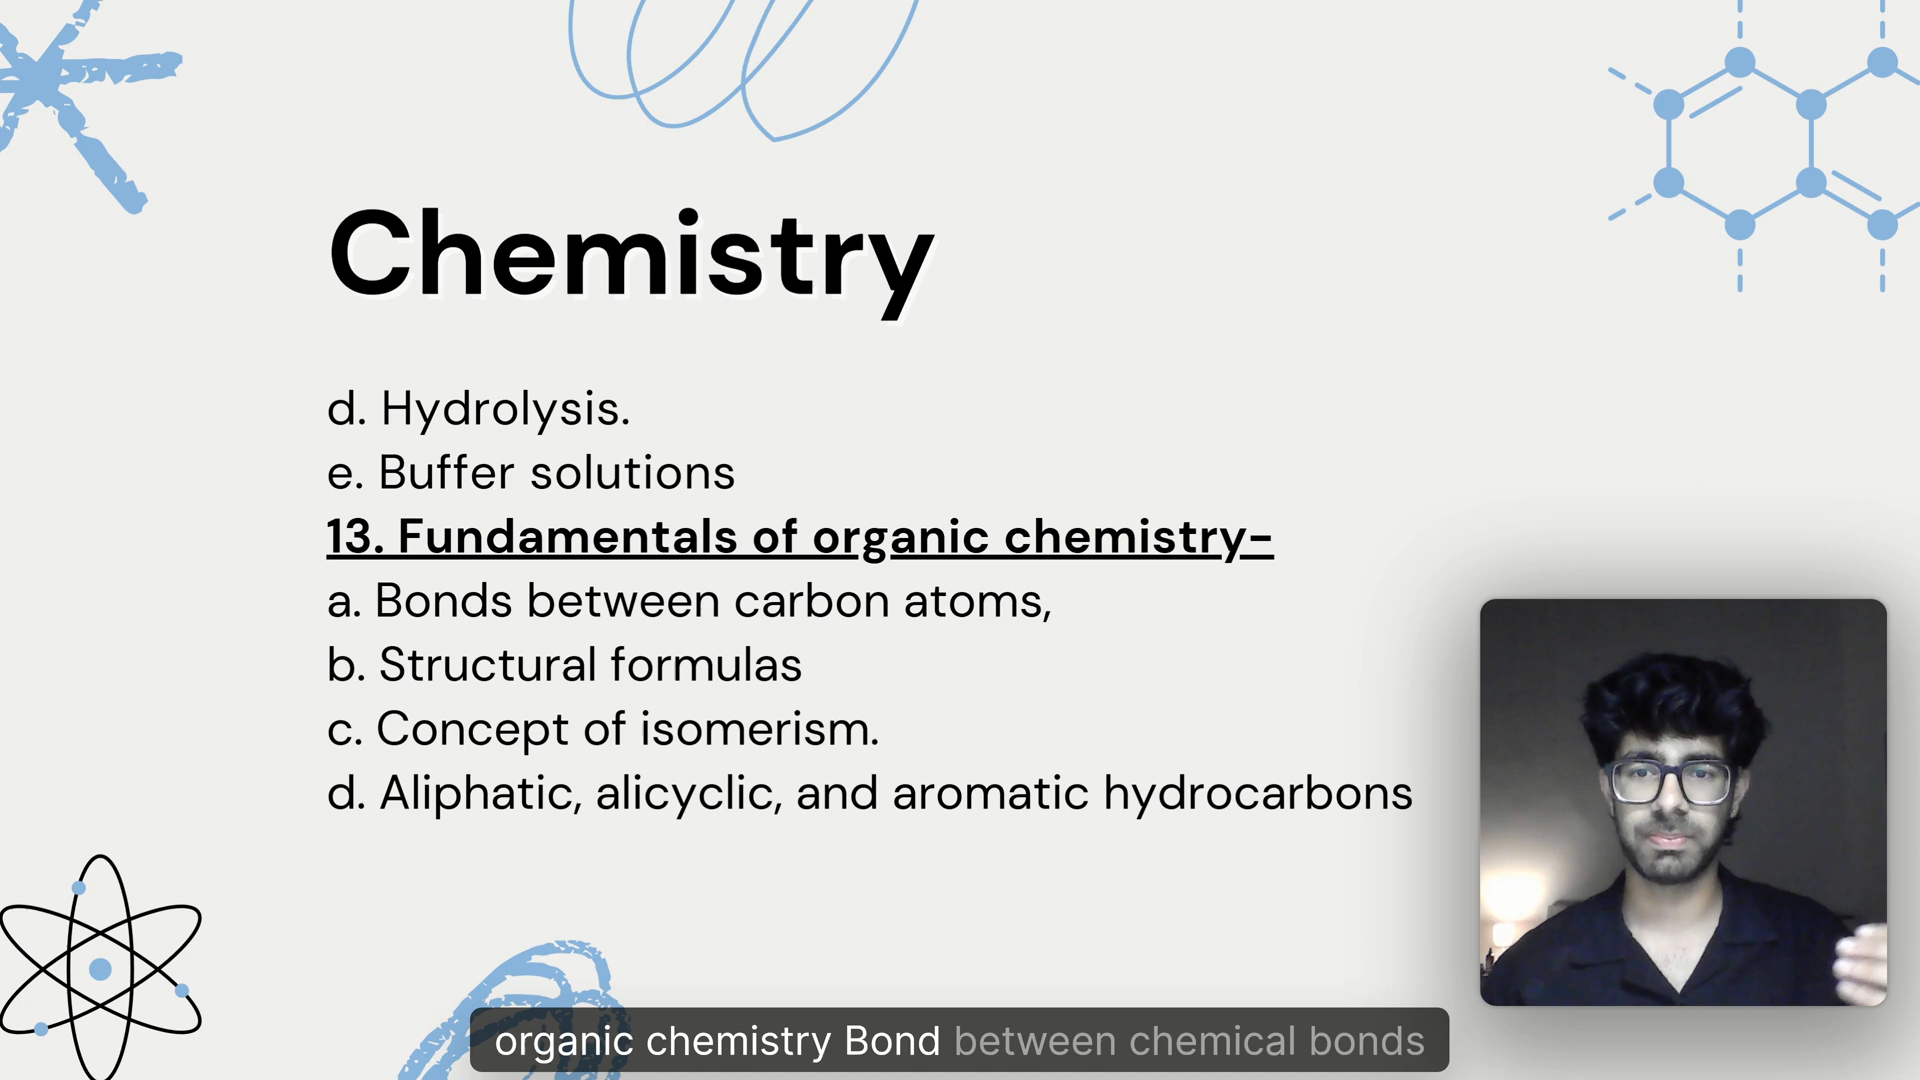 Chemistry
d. Hydrolysis.
e. Buffer solutions
13. Fundamentals of organic chemistry-
a. Bonds between carbon atoms,
b. Structural formulas
c. Concept of isomerism.
d. Aliphatic, alicyclic, and aromatic hydrocarbons
organic chemistry Bond between chemical bonds